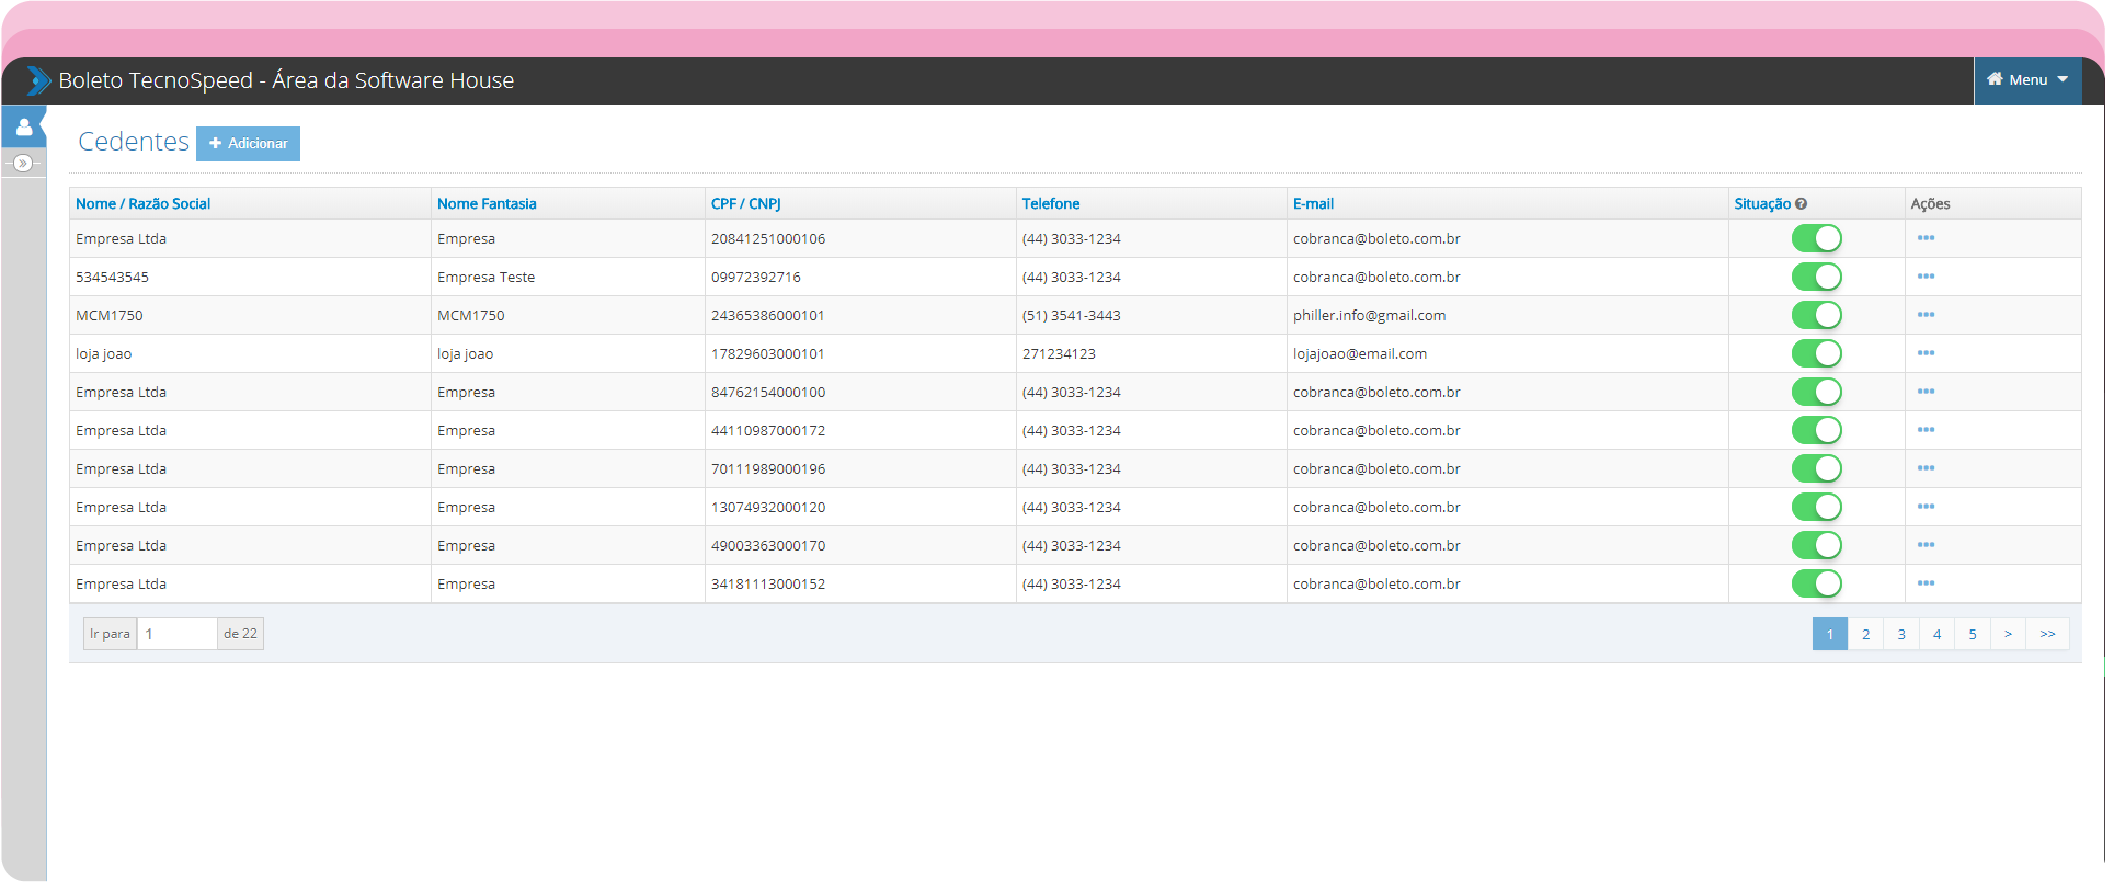 Boleto TecnoSpeed - Área da Software House
Menu
Cedentes + Adicionar
Nome / Razão Social Nome Fantasia CPF / CNPJ Telefone E-mail Situação Ações
Empresa Ltda Empresa 20841251000106 (44) 3033-1234 cobranca@boleto.com.br
534543545 Empresa Teste 09972392716 (44) 3033-1234 cobranca@boleto.com.br
MCM1750 MCM1750 24365386000101 (51) 3541-3443 philler.info@gmail.com
loja joao loja joao 17829603000101 271234123 lojajoao@email.com
Empresa Ltda Empresa 84762154000100 (44) 3033-1234 cobranca@boleto.com.br
Empresa Ltda Empresa 44110987000172 (44) 3033-1234 cobranca@boleto.com.br
Empresa Ltda Empresa 70111989000196 (44) 3033-1234 cobranca@boleto.com.br
Empresa Ltda Empresa 13074932000120 (44) 3033-1234 cobranca@boleto.com.br
Empresa Ltda Empresa 49003363000170 (44) 3033-1234 cobranca@boleto.com.br
Empresa Ltda Empresa 34181113000152 (44) 3033-1234 cobranca@boleto.com.br
Ir para 1 de 22 1 2 3 4 5 > >>